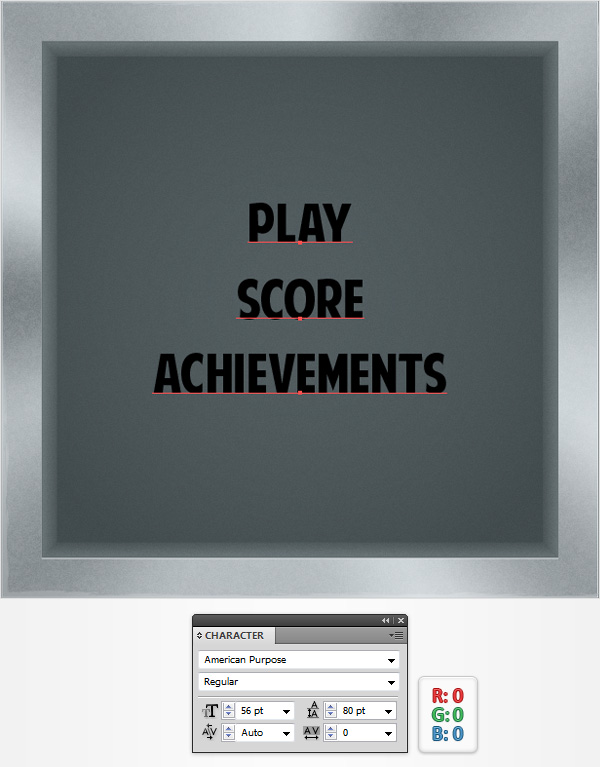 PLAY
SCORE
ACHIEVEMENTS
CHARACTER
American Purpose
Regular
56 pt
80 pt
Auto
0
R: 0
G: 0
B: 0